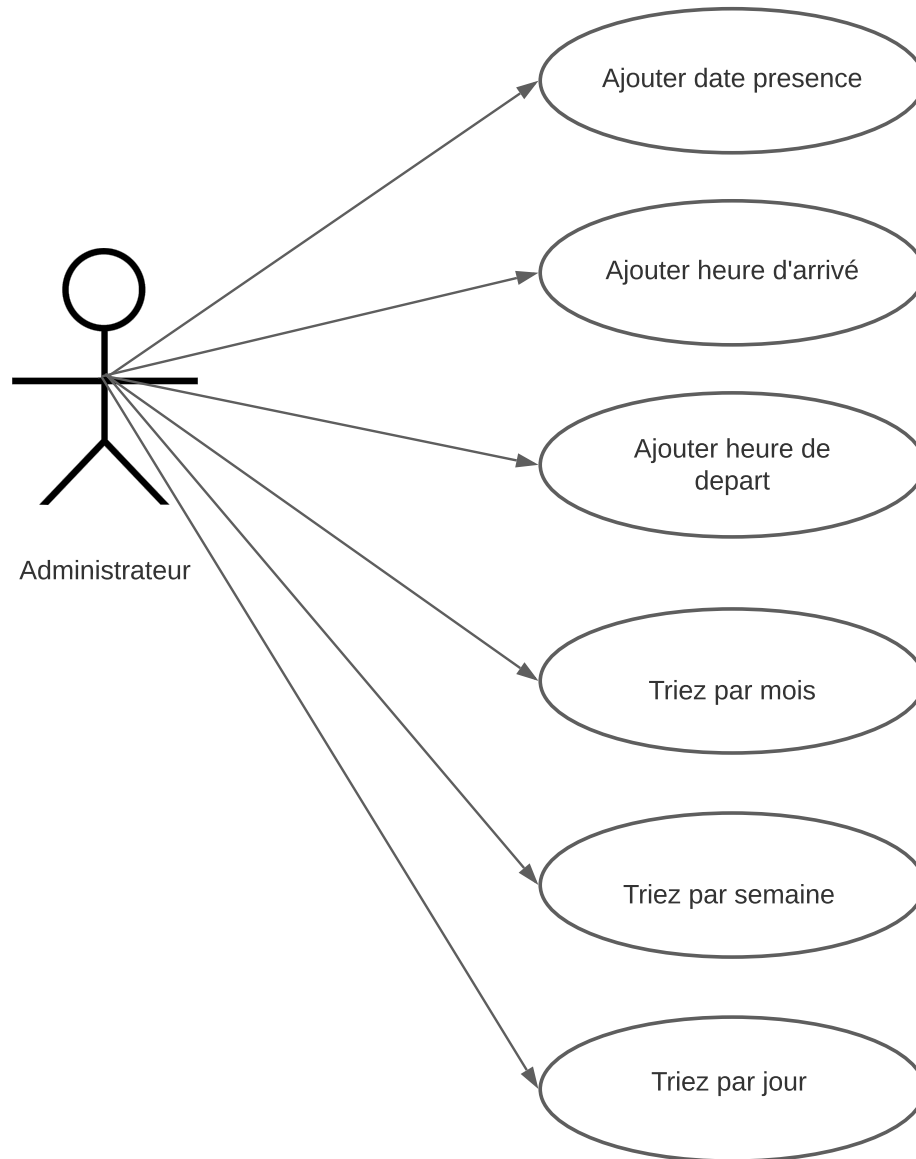 Ajouter date presence
Ajouter heure d'arrivé
Ajouter heure de
depart
Administrateur
Triez par mois
Triez par semaine
Triez par jour